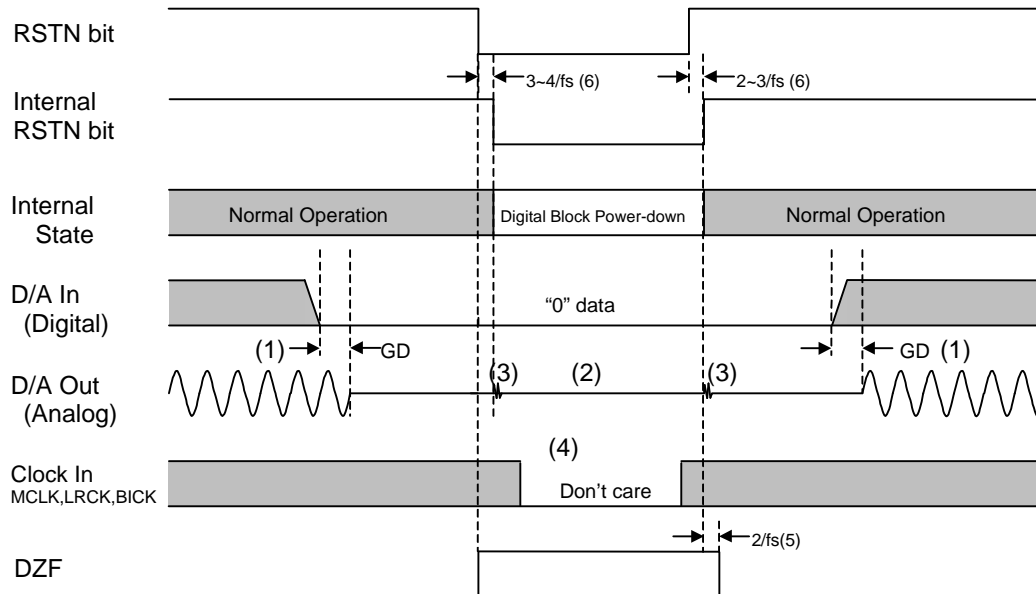 RSTN bit
3~4/fs (6)
2~3/fs (6)
Internal
RSTN bit
Internal
State
Normal Operation
Digital Block Power-down
Normal Operation
D/A In
(Digital)
“0” data
(1)
GD
GD
(1)
D/A Out
(Analog)
(3)
(2)
(3)
(4)
Clock In
MCLK,LRCK,BICK
Don’t care
2/fs(5)
DZF